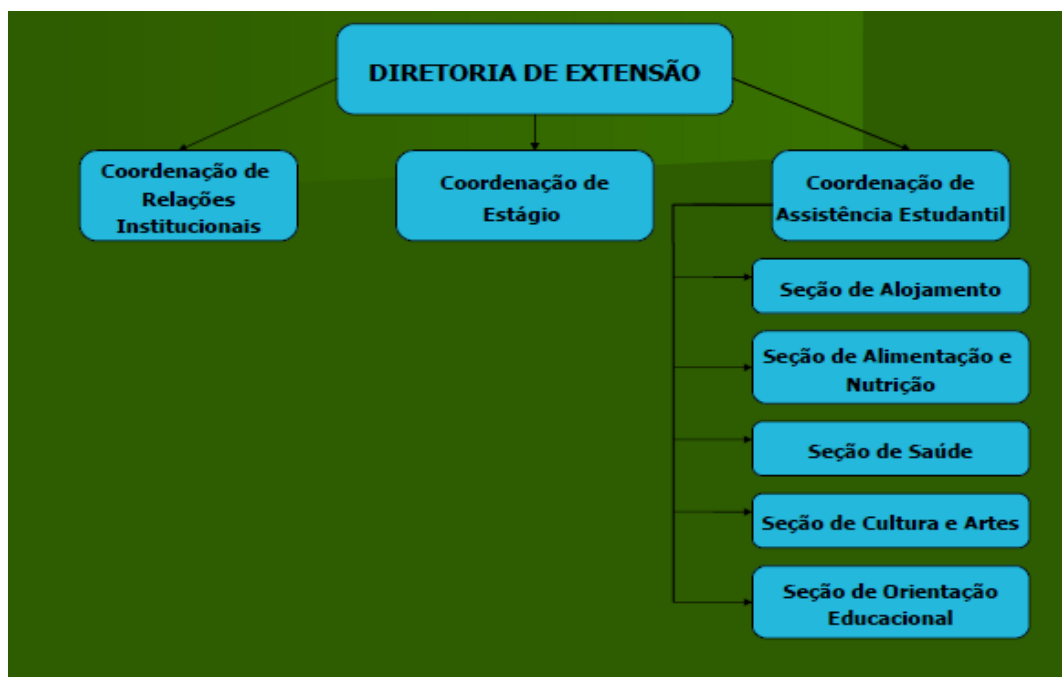 DIRETORIA DE EXTENSÃO
Coordenação de
Relações
Institucionais
Coordenação de
Estágio
Coordenação de
Assistência Estudantil
Seção de Alojamento
Seção de Alimentação e
Nutrição
Seção de Saúde
Seção de Cultura e Artes
Seção de Orientação
Educacional